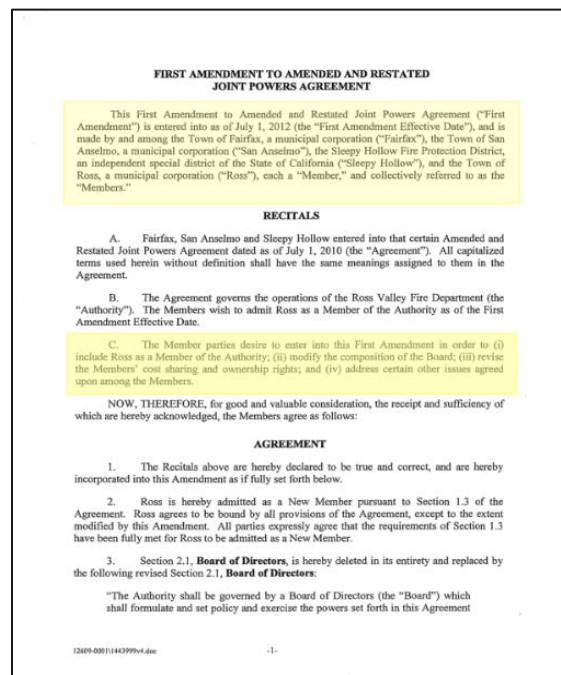 FIRST AMENDMENT TO AMENDED AND RESTATED
JOINT POWERS AGREEMENT
This First Amendment to Amended and Restated Joint Powers Agreement (“First
Amendment”) is entered into as of July 1, 2012 (the “First Amendment Effective Date”), and is
made by and among the Town of Fairfax, a municipal corporation (“Fairfax”), the Town of San
Anselmo, a municipal corporation (“San Anselmo”), the Sleepy Hollow Fire Protection District,
an independent special district of the State of California (“Sleepy Hollow”), and the Town of
Ross, a municipal corporation (“Ross”), each a “Member,” and collectively referred to as the
“Members.”
RECITALS
A. Fairfax, San Anselmo and Sleepy Hollow entered into that certain Amended and
Restated Joint Powers Agreement dated as of July 1, 2010 (the “Agreement”). All capitalized
terms used herein without definition shall have the same meanings assigned to them in the
Agreement.
B. The Agreement governs the operations of the Ross Valley Fire Department (the
“Authority”). The Members wish to admit Ross as a Member of the Authority as of the First
Amendment Effective Date.
C. The Member parties desire to enter into this First Amendment in order to (i)
include Ross as a Member of the Authority; (ii) modify the composition of the Board; (iii) revise
the Members’ cost sharing and ownership rights; and (iv) address certain other issues agreed
upon among the Members.
NOW, THEREFORE, for good and valuable consideration, the receipt and sufficiency of
which are hereby acknowledged, the Members agree as follows:
AGREEMENT
1. The Recitals above are hereby declared to be true and correct, and are hereby
incorporated into this Amendment as if fully set forth below.
2. Ross is hereby admitted as a New Member pursuant to Section 1.3 of the
Agreement. Ross agrees to be bound by all provisions of the Agreement, except to the extent
modified by this Amendment. All parties expressly agree that the requirements of Section 1.3
have been fully met for Ross to be admitted as a New Member.
3. Section 2.1, Board of Directors, is hereby deleted in its entirety and replaced by
the following revised Section 2.1, Board of Directors:
“The Authority shall be governed by a Board of Directors (the “Board”) which
shall formulate and set policy and exercise the powers set forth in this Agreement
12609-0001\1443999v4.doc
-1-